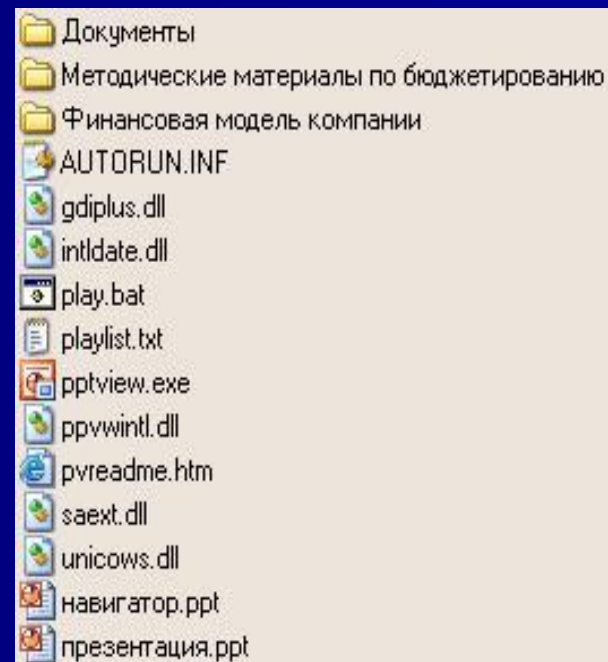 Документы
Методические материалы по бюджетированию
Финансовая модель компании
AUTORUN.INF
gdiplus.dll
intldate.dll
play.bat
playlist.txt
pptview.exe
ppvwintl.dll
pvreadme.htm
saext.dll
unicows.dll
навигатор.ppt
презентация.ppt